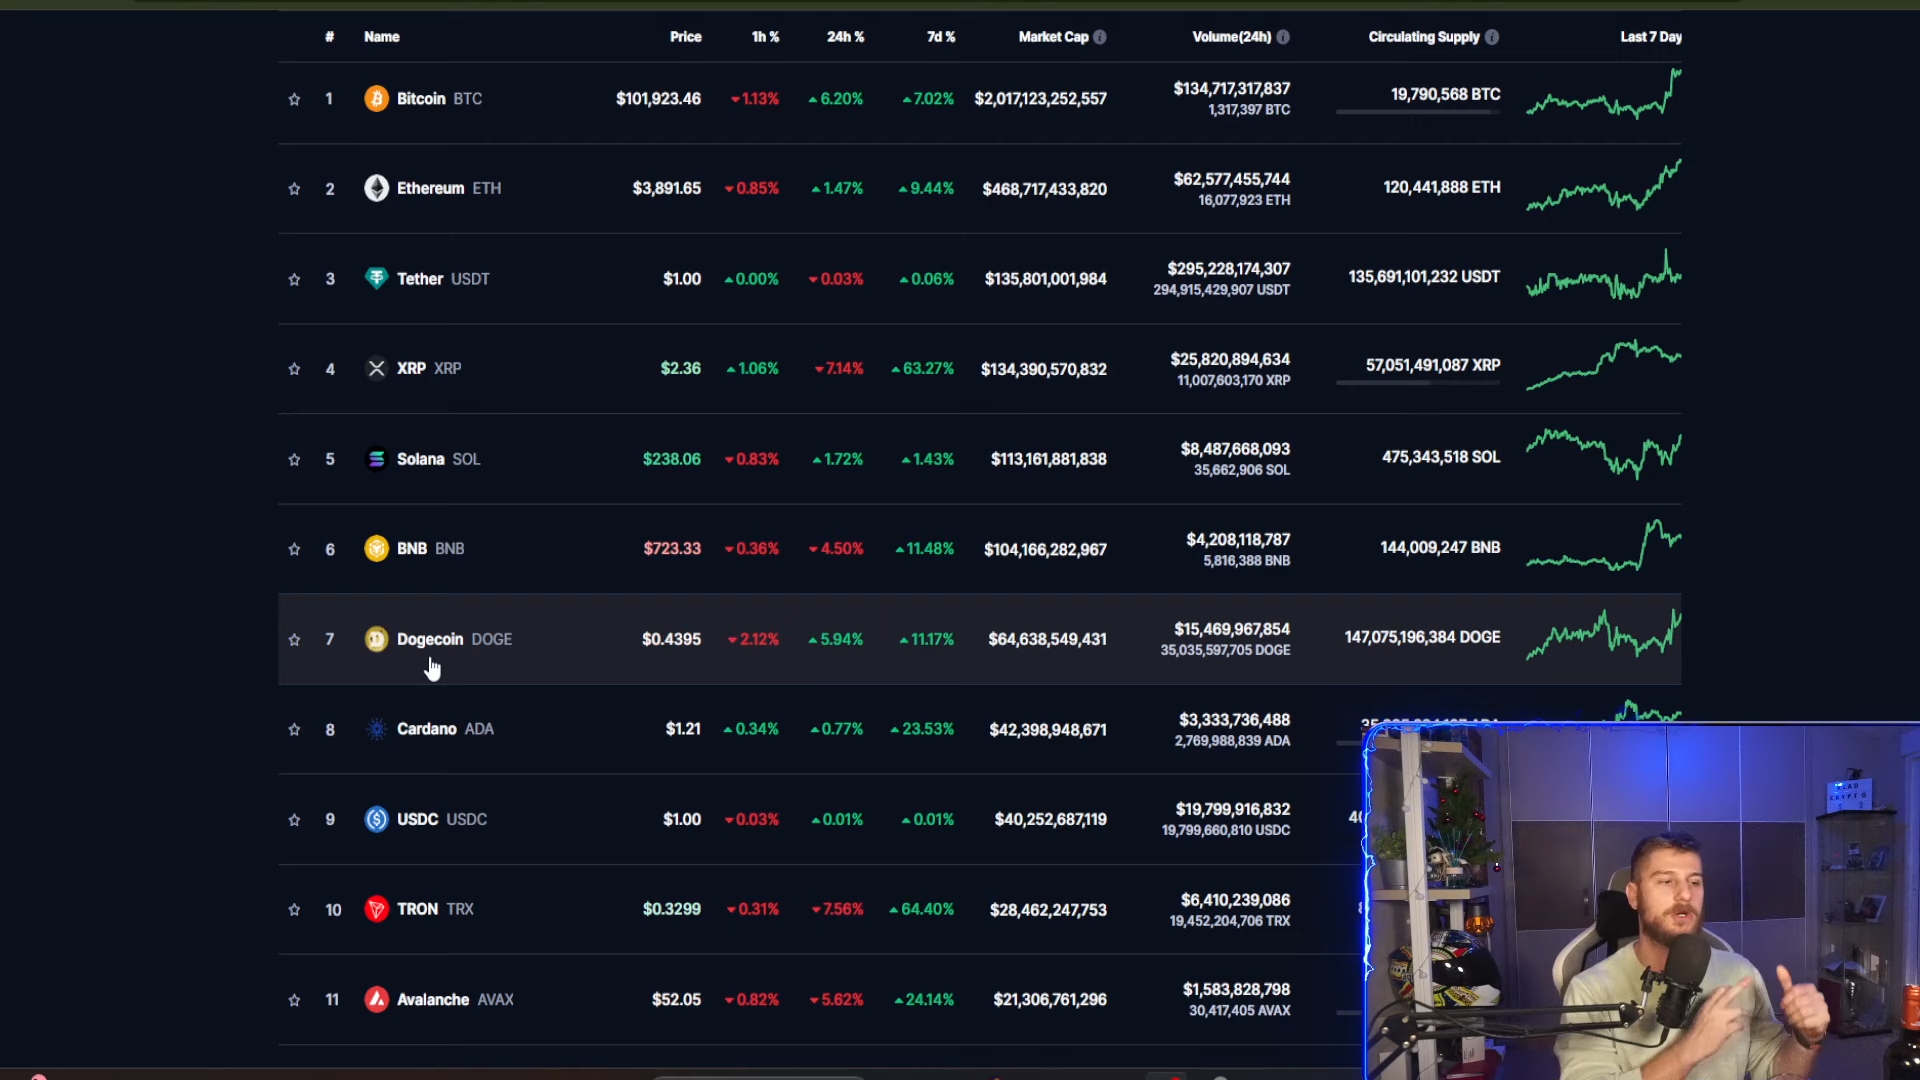 # Name Price 1h % 24h % 7d % Market Cap Volume(24h) Circulating Supply Last 7 Day
1 Bitcoin BTC $101,923.46 1.13% 6.20% 7.02% $2,017,123,252,557 $134,717,317,837 19,790,568 BTC
1,317,397 BTC
2 Ethereum ETH $3,891.65 0.85% 1.47% 9.44% $468,717,433,820 $62,577,455,744 120,441,888 ETH
16,077,923 ETH
3 Tether USDT $1.00 0.00% 0.03% 0.06% $135,801,001,984 $295,228,174,307 135,691,101,232 USDT
294,915,429,907 USDT
4 XRP XRP $2.36 1.06% 7.14% 63.27% $134,390,570,832 $25,820,894,634 57,051,491,087 XRP
11,007,603,170 XRP
5 Solana SOL $238.06 0.83% 1.72% 1.43% $113,161,881,838 $8,487,668,093 475,343,518 SOL
35,662,906 SOL
6 BNB BNB $723.33 0.36% 4.50% 11.48% $104,166,282,967 $4,208,118,787 144,009,247 BNB
5,816,388 BNB
7 Dogecoin DOGE $0.4395 2.12% 5.94% 11.17% $64,638,549,431 $15,469,967,854 147,075,196,384 DOGE
35,035,597,705 DOGE
8 Cardano ADA $1.21 0.34% 0.77% 23.53% $42,398,948,671 $3,333,736,488
2,769,988,839 ADA
9 USDC USDC $1.00 0.03% 0.01% 0.01% $40,252,687,119 $19,799,916,832
19,799,660,810 USDC
10 TRON TRX $0.3299 0.31% 7.56% 64.40% $28,462,247,753 $6,410,239,086
19,452,204,706 TRX
11 Avalanche AVAX $52.05 0.82% 5.62% 24.14% $21,306,761,296 $1,583,828,798
30,417,405 AVAX